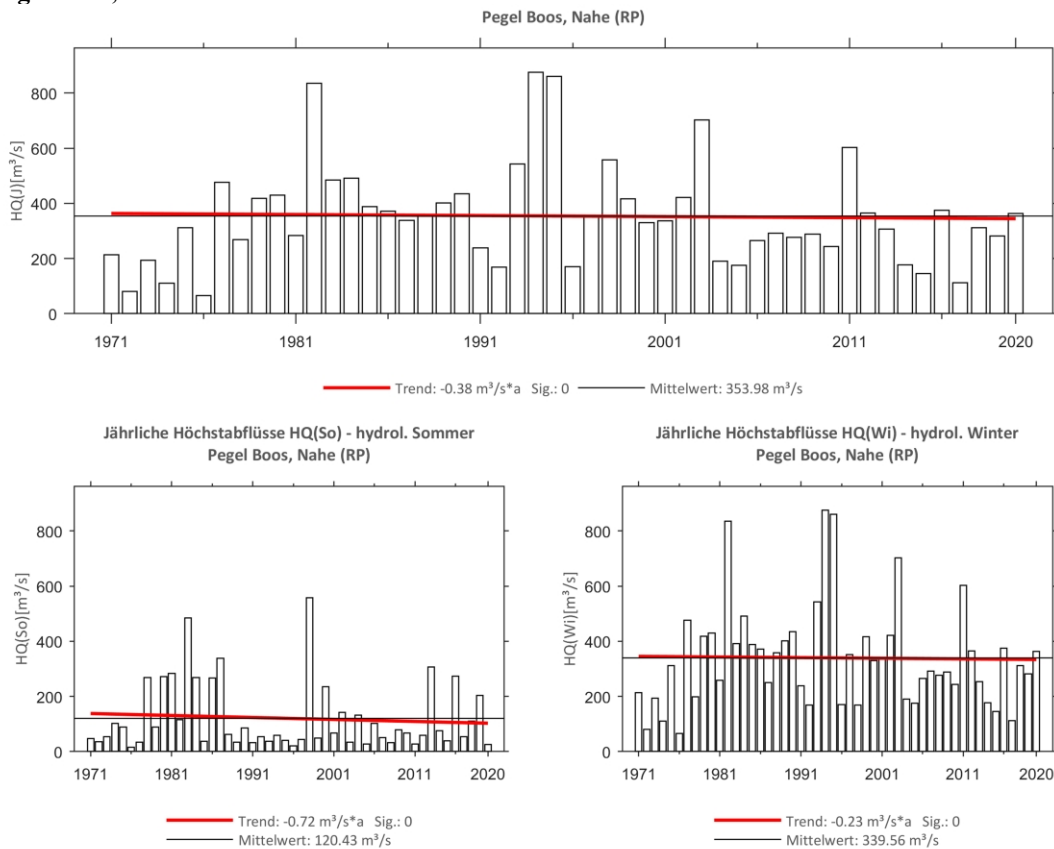 Pegel Boos, Nahe (RP)
HQ(J)[m³/s]
800
600
400
200
0
1971 1981 1991 2001 2011 2020
Trend: -0.38 m³/s*a Sig.: 0 Mittelwert: 353.98 m³/s
Jährliche Höchstabflüsse HQ(So) - hydrol. Sommer
Pegel Boos, Nahe (RP)
HQ(So)[m³/s]
800
600
400
200
0
1971 1981 1991 2001 2011 2020
Trend: -0.72 m³/s*a Sig.: 0
Mittelwert: 120.43 m³/s
Jährliche Höchstabflüsse HQ(Wi) - hydrol. Winter
Pegel Boos, Nahe (RP)
HQ(Wi)[m³/s]
800
600
400
200
0
1971 1981 1991 2001 2011 2020
Trend: -0.23 m³/s*a Sig.: 0
Mittelwert: 339.56 m³/s